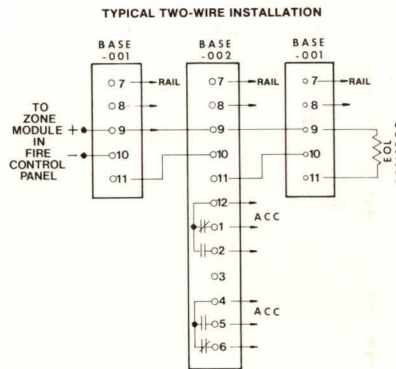 TYPICAL TWO-WIRE INSTALLATION
BASE
-001
BASE
-002
BASE
-001
7 RAIL
8
9
10
11
TO
ZONE
MODULE +
IN
FIRE −
CONTROL
PANEL
7 RAIL
8
9
10
11
12
1
2
ACC
3
4
5
6
ACC
7 RAIL
8
9
10
11
EOL